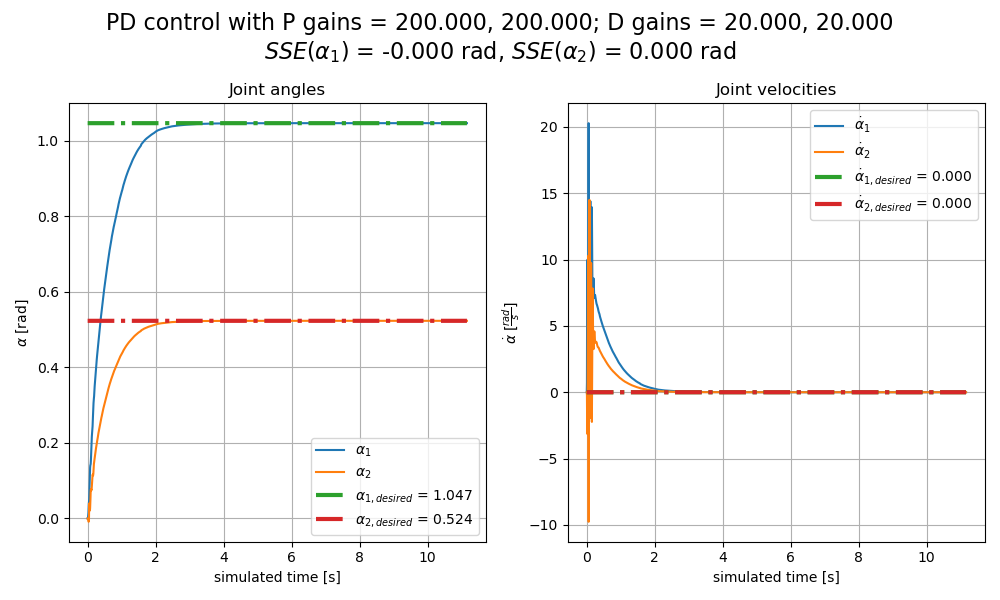 PD control with P gains = 200.000, 200.000; D gains = 20.000, 20.000
SSE(α₁) = -0.000 rad, SSE(α₂) = 0.000 rad
Joint angles
α [rad]
1.0
0.8
0.6
0.4
0.2
0.0
α₁
α₂
α₁,desired = 1.047
α₂,desired = 0.524
0 2 4 6 8 10
simulated time [s]
Joint velocities
α̇ [rad/s]
20
15
10
5
0
−5
−10
α̇₁
α̇₂
α̇₁,desired = 0.000
α̇₂,desired = 0.000
0 2 4 6 8 10
simulated time [s]